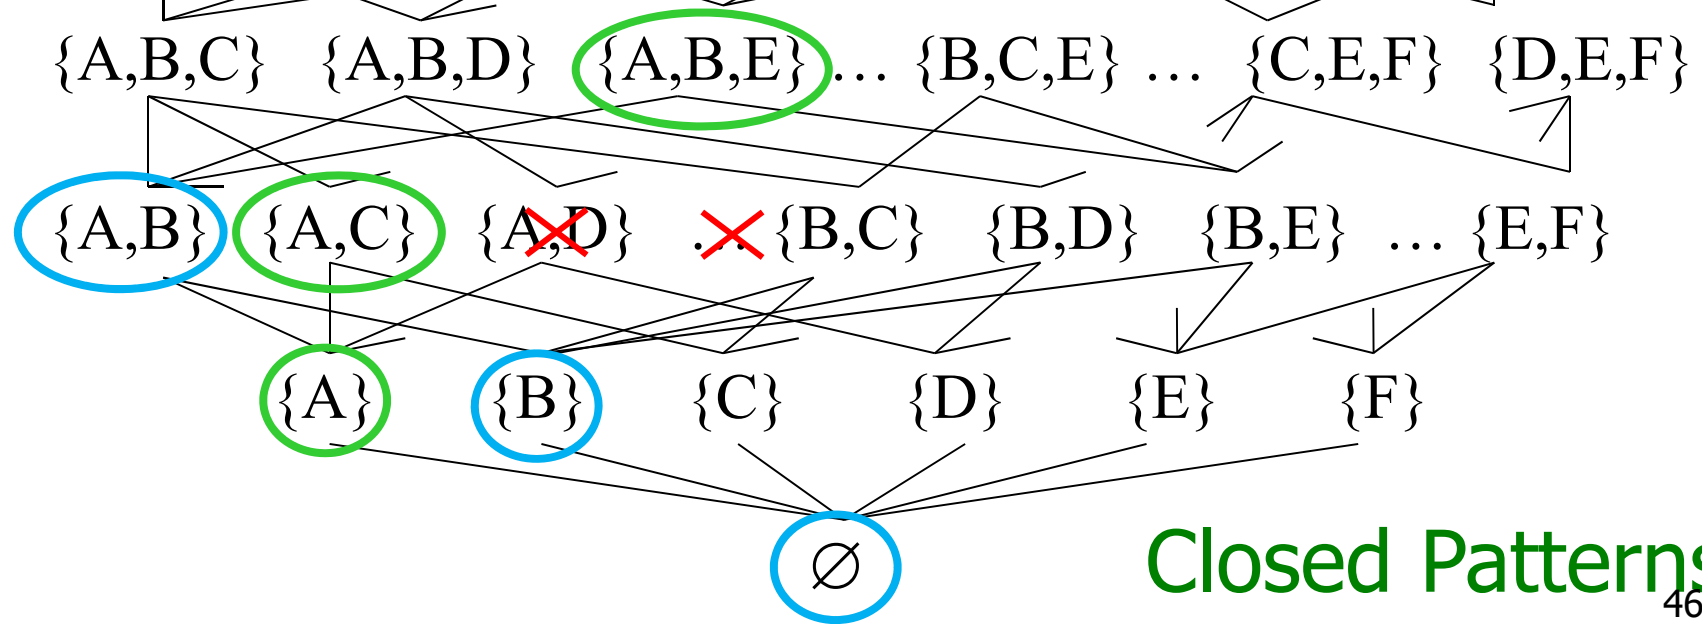 {A,B,C} {A,B,D} {A,B,E} … {B,C,E} … {C,E,F} {D,E,F}
{A,B} {A,C} {A,D} … {B,C} {B,D} {B,E} … {E,F}
{A} {B} {C} {D} {E} {F}
∅
Closed Patterns
46